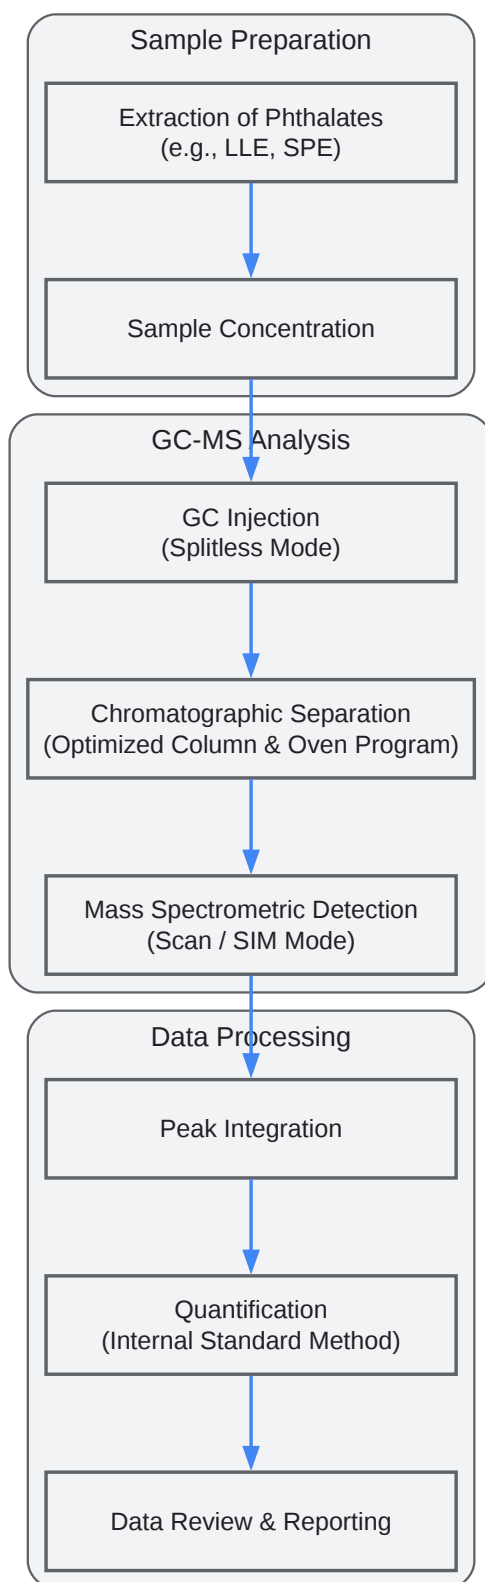 Sample Preparation
Extraction of Phthalates
(e.g., LLE, SPE)
Sample Concentration
GC-MS Analysis
GC Injection
(Splitless Mode)
Chromatographic Separation
(Optimized Column & Oven Program)
Mass Spectrometric Detection
(Scan / SIM Mode)
Data Processing
Peak Integration
Quantification
(Internal Standard Method)
Data Review & Reporting